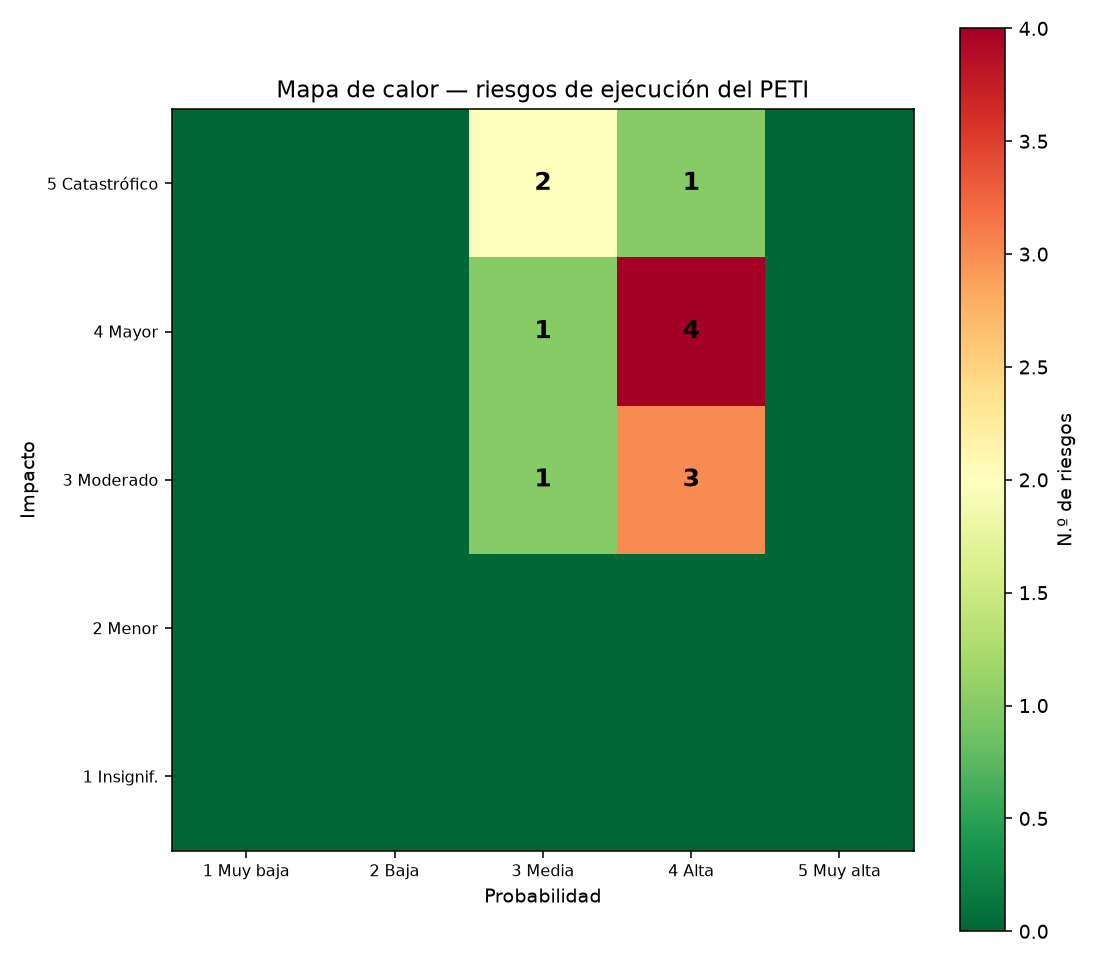 Mapa de calor — riesgos de ejecución del PETI
5 Catastrófico
4 Mayor
3 Moderado
2 Menor
1 Insignif.
Impacto
2
1
1
4
1
3
1 Muy baja
2 Baja
3 Media
4 Alta
5 Muy alta
Probabilidad
4.0
3.5
3.0
2.5
2.0
1.5
1.0
0.5
0.0
N.º de riesgos